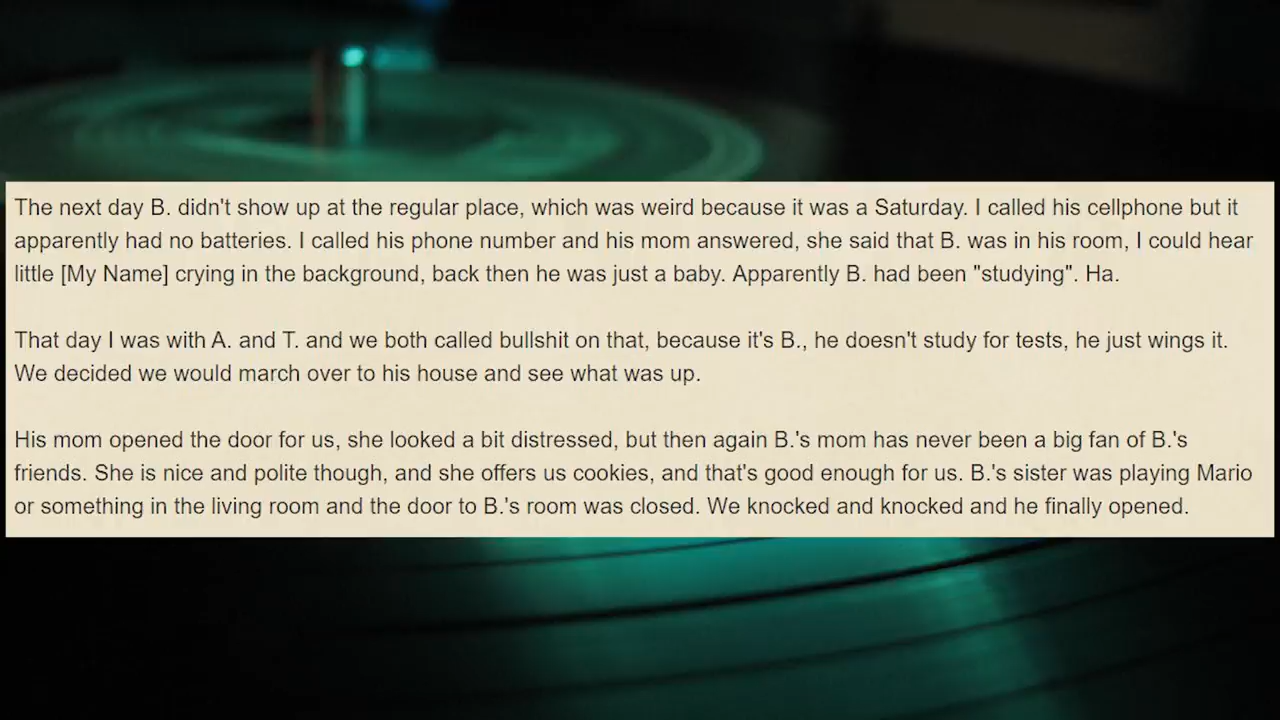 The next day B. didn't show up at the regular place, which was weird because it was a Saturday. I called his cellphone but it
apparently had no batteries. I called his phone number and his mom answered, she said that B. was in his room, I could hear
little [My Name] crying in the background, back then he was just a baby. Apparently B. had been "studying". Ha.
That day I was with A. and T. and we both called bullshit on that, because it's B., he doesn't study for tests, he just wings it.
We decided we would march over to his house and see what was up.
His mom opened the door for us, she looked a bit distressed, but then again B.'s mom has never been a big fan of B.'s
friends. She is nice and polite though, and she offers us cookies, and that's good enough for us. B.'s sister was playing Mario
or something in the living room and the door to B.'s room was closed. We knocked and knocked and he finally opened.